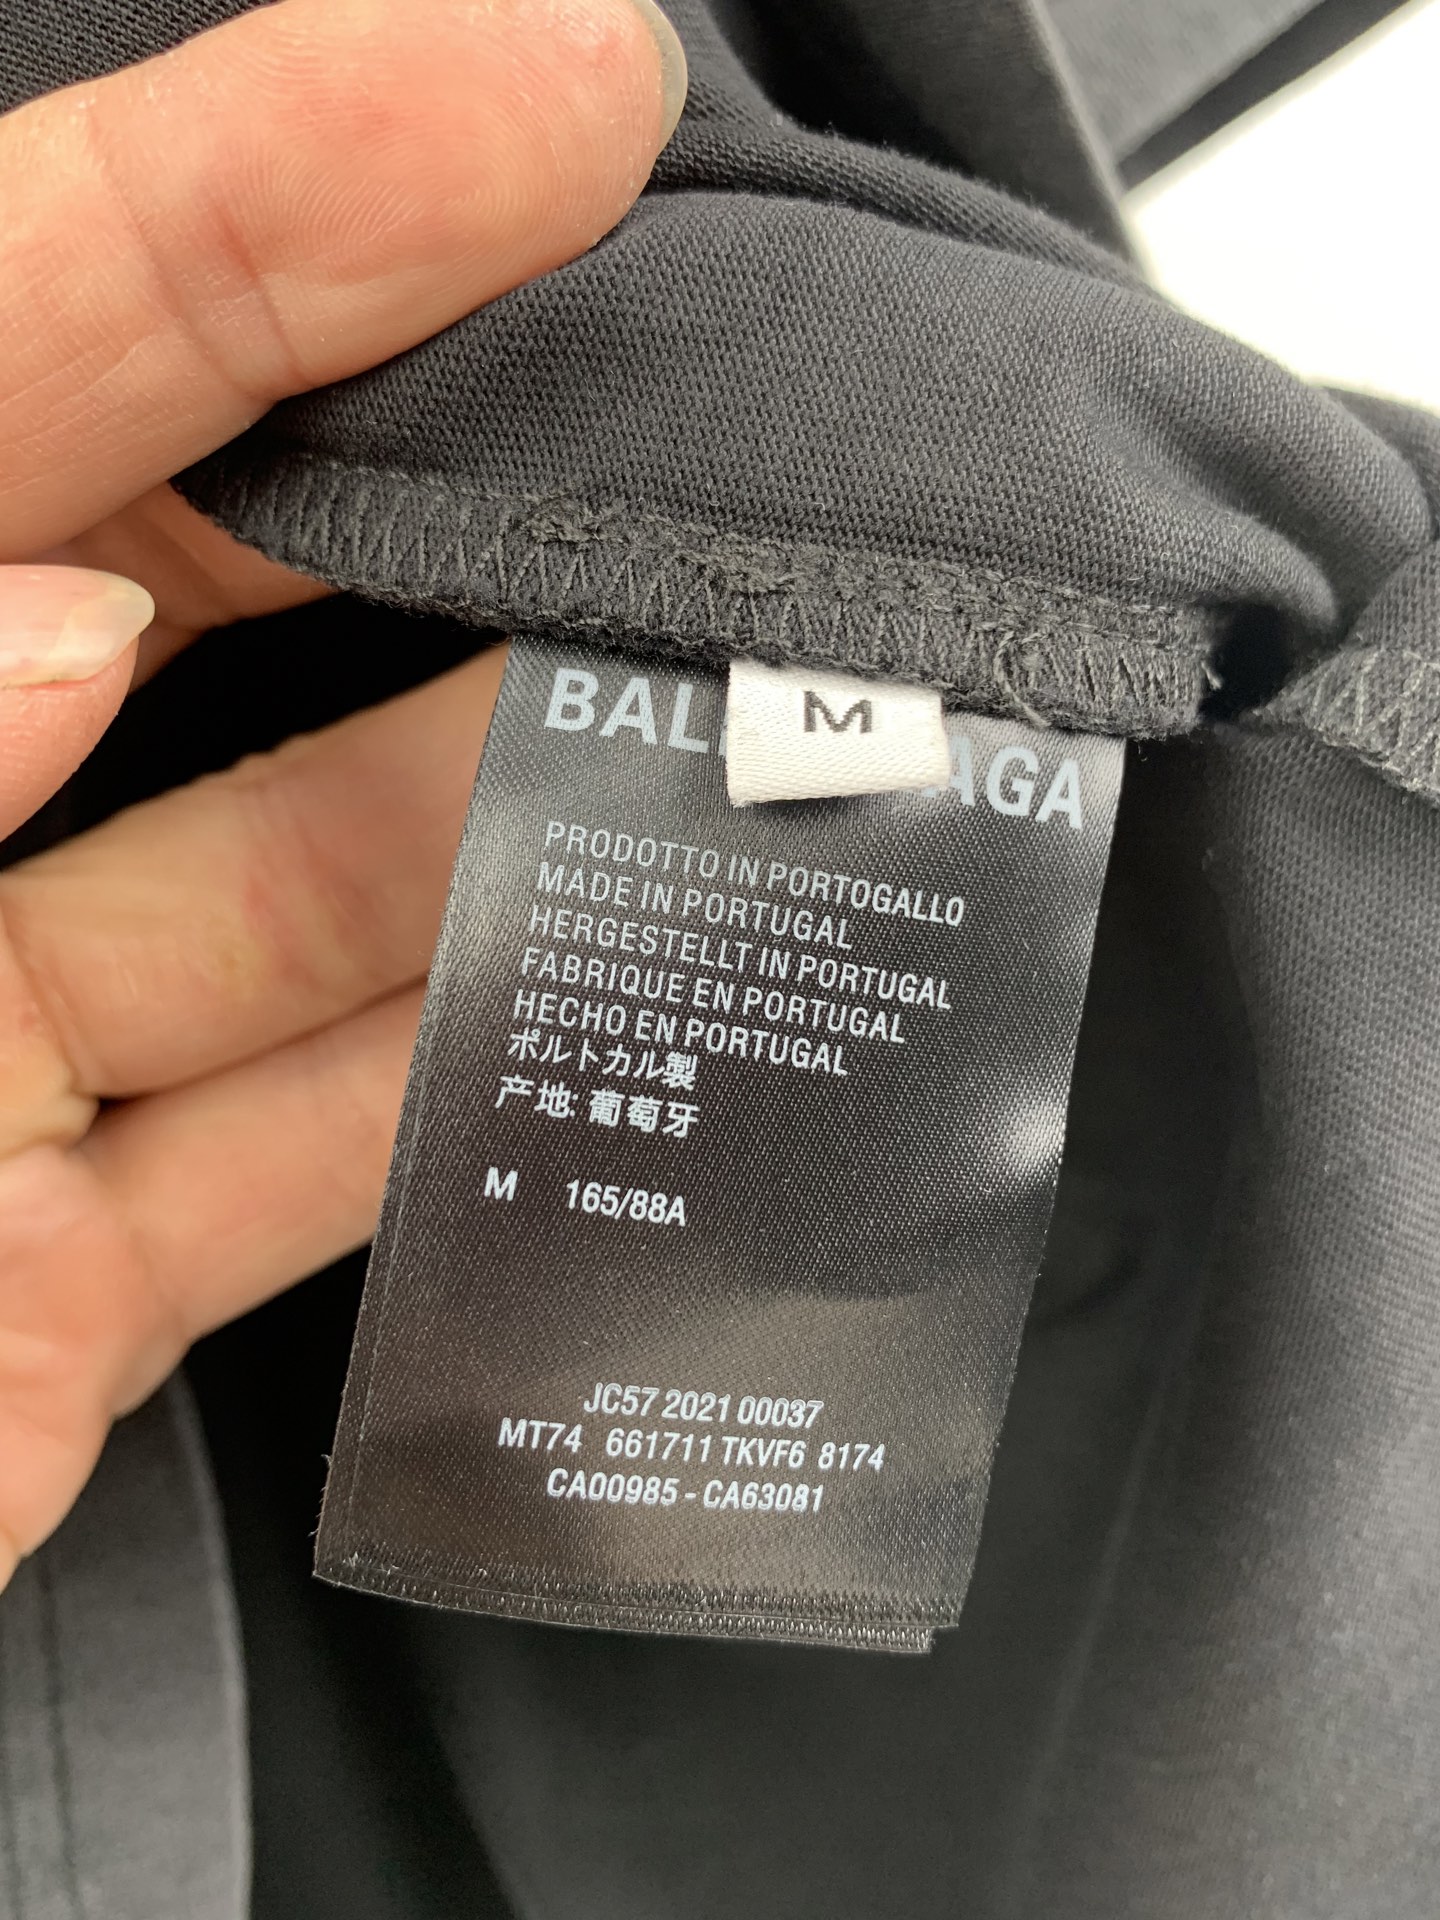 M
BAL AGA
PRODOTTO IN PORTOGALLO
MADE IN PORTUGAL
HERGESTELLT IN PORTUGAL
FABRIQUE EN PORTUGAL
HECHO EN PORTUGAL
ポルトカル製
产地: 葡萄牙
M 165/88A
JC57 2021 00037
MT74 661711 TKVF6 8174
CA00985 - CA63081